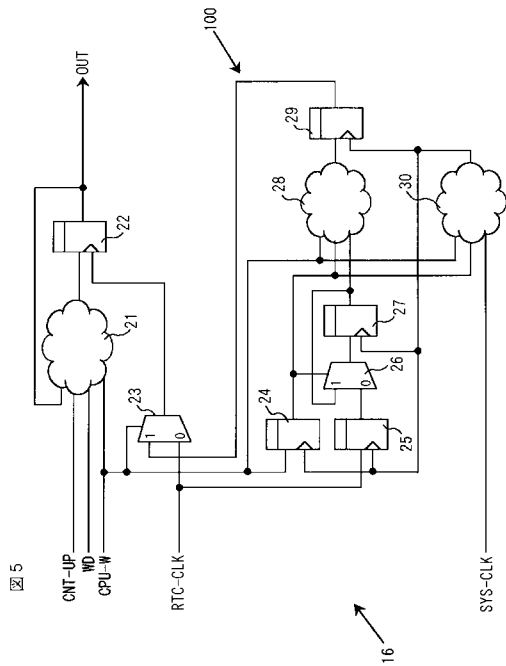 図5
CNT-UP
WD
CPU-W
RTC-CLK
SYS-CLK
OUT
100
16
21
22
23
1
0
24
25
26
1
0
27
28
29
30